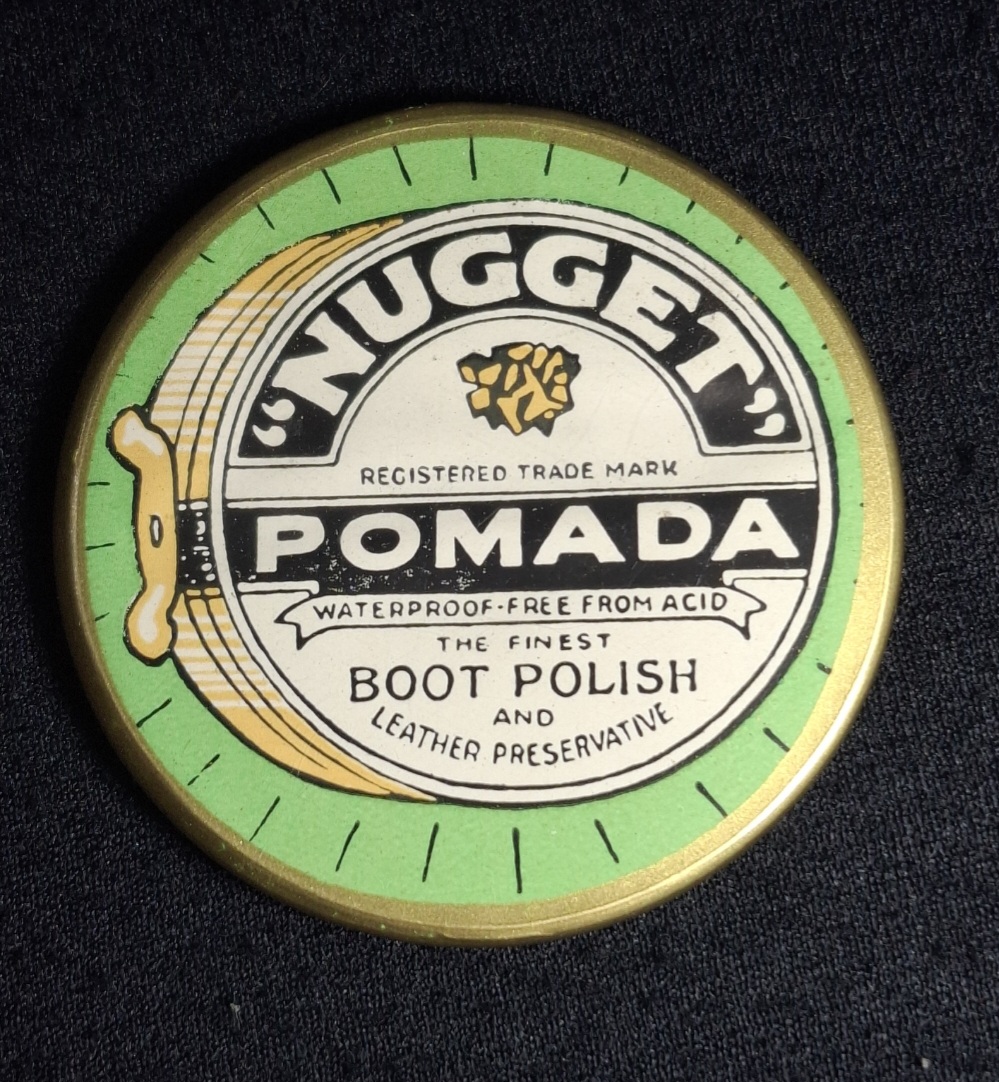 “NUGGET”
REGISTERED TRADE MARK
POMADA
WATERPROOF-FREE FROM ACID
THE FINEST
BOOT POLISH
AND
LEATHER PRESERVATIVE